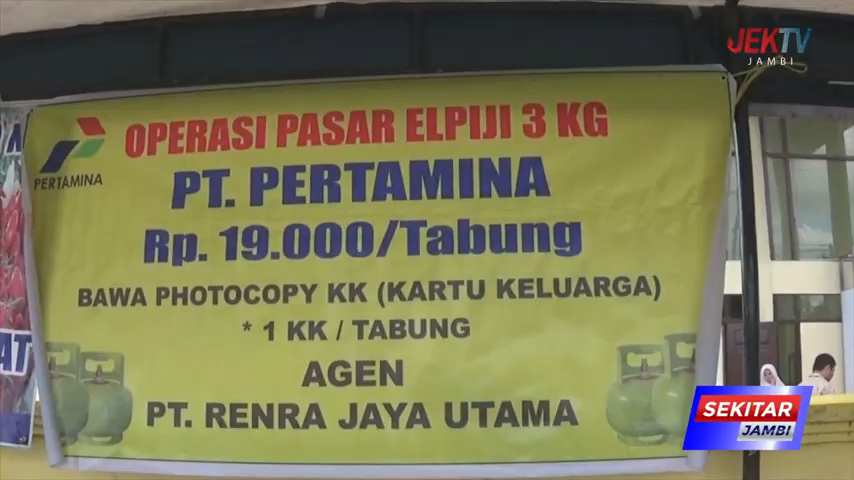 JEKTV
JAMBI
OPERASI PASAR ELPIJI 3 KG
PERTAMINA
PT. PERTAMINA
Rp. 19.000/Tabung
BAWA PHOTOCOPY KK (KARTU KELUARGA)
* 1 KK / TABUNG
AGEN
PT. RENRA JAYA UTAMA
SEKITAR
JAMBI